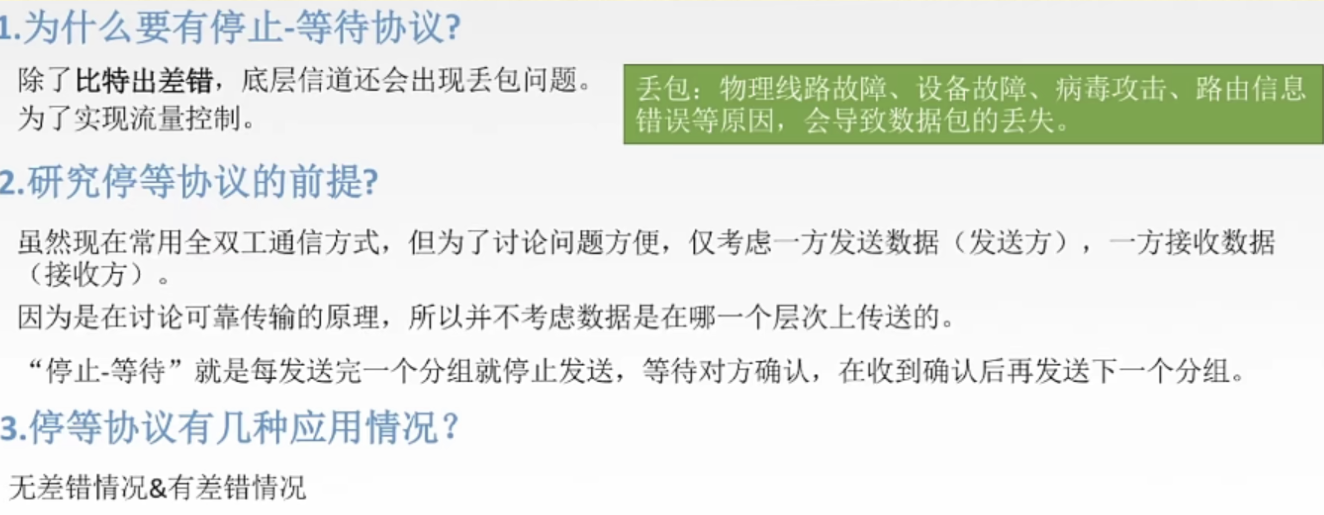 1.为什么要有停止-等待协议?
除了比特出差错，底层信道还会出现丢包问题。
为了实现流量控制。
丢包：物理线路故障、设备故障、病毒攻击、路由信息
错误等原因，会导致数据包的丢失。
2.研究停等协议的前提?
虽然现在常用全双工通信方式，但为了讨论问题方便，仅考虑一方发送数据（发送方），一方接收数据
（接收方）。
因为是在讨论可靠传输的原理，所以并不考虑数据是在哪一个层次上传送的。
“停止-等待”就是每发送完一个分组就停止发送，等待对方确认，在收到确认后再发送下一个分组。
3.停等协议有几种应用情况？
无差错情况&有差错情况